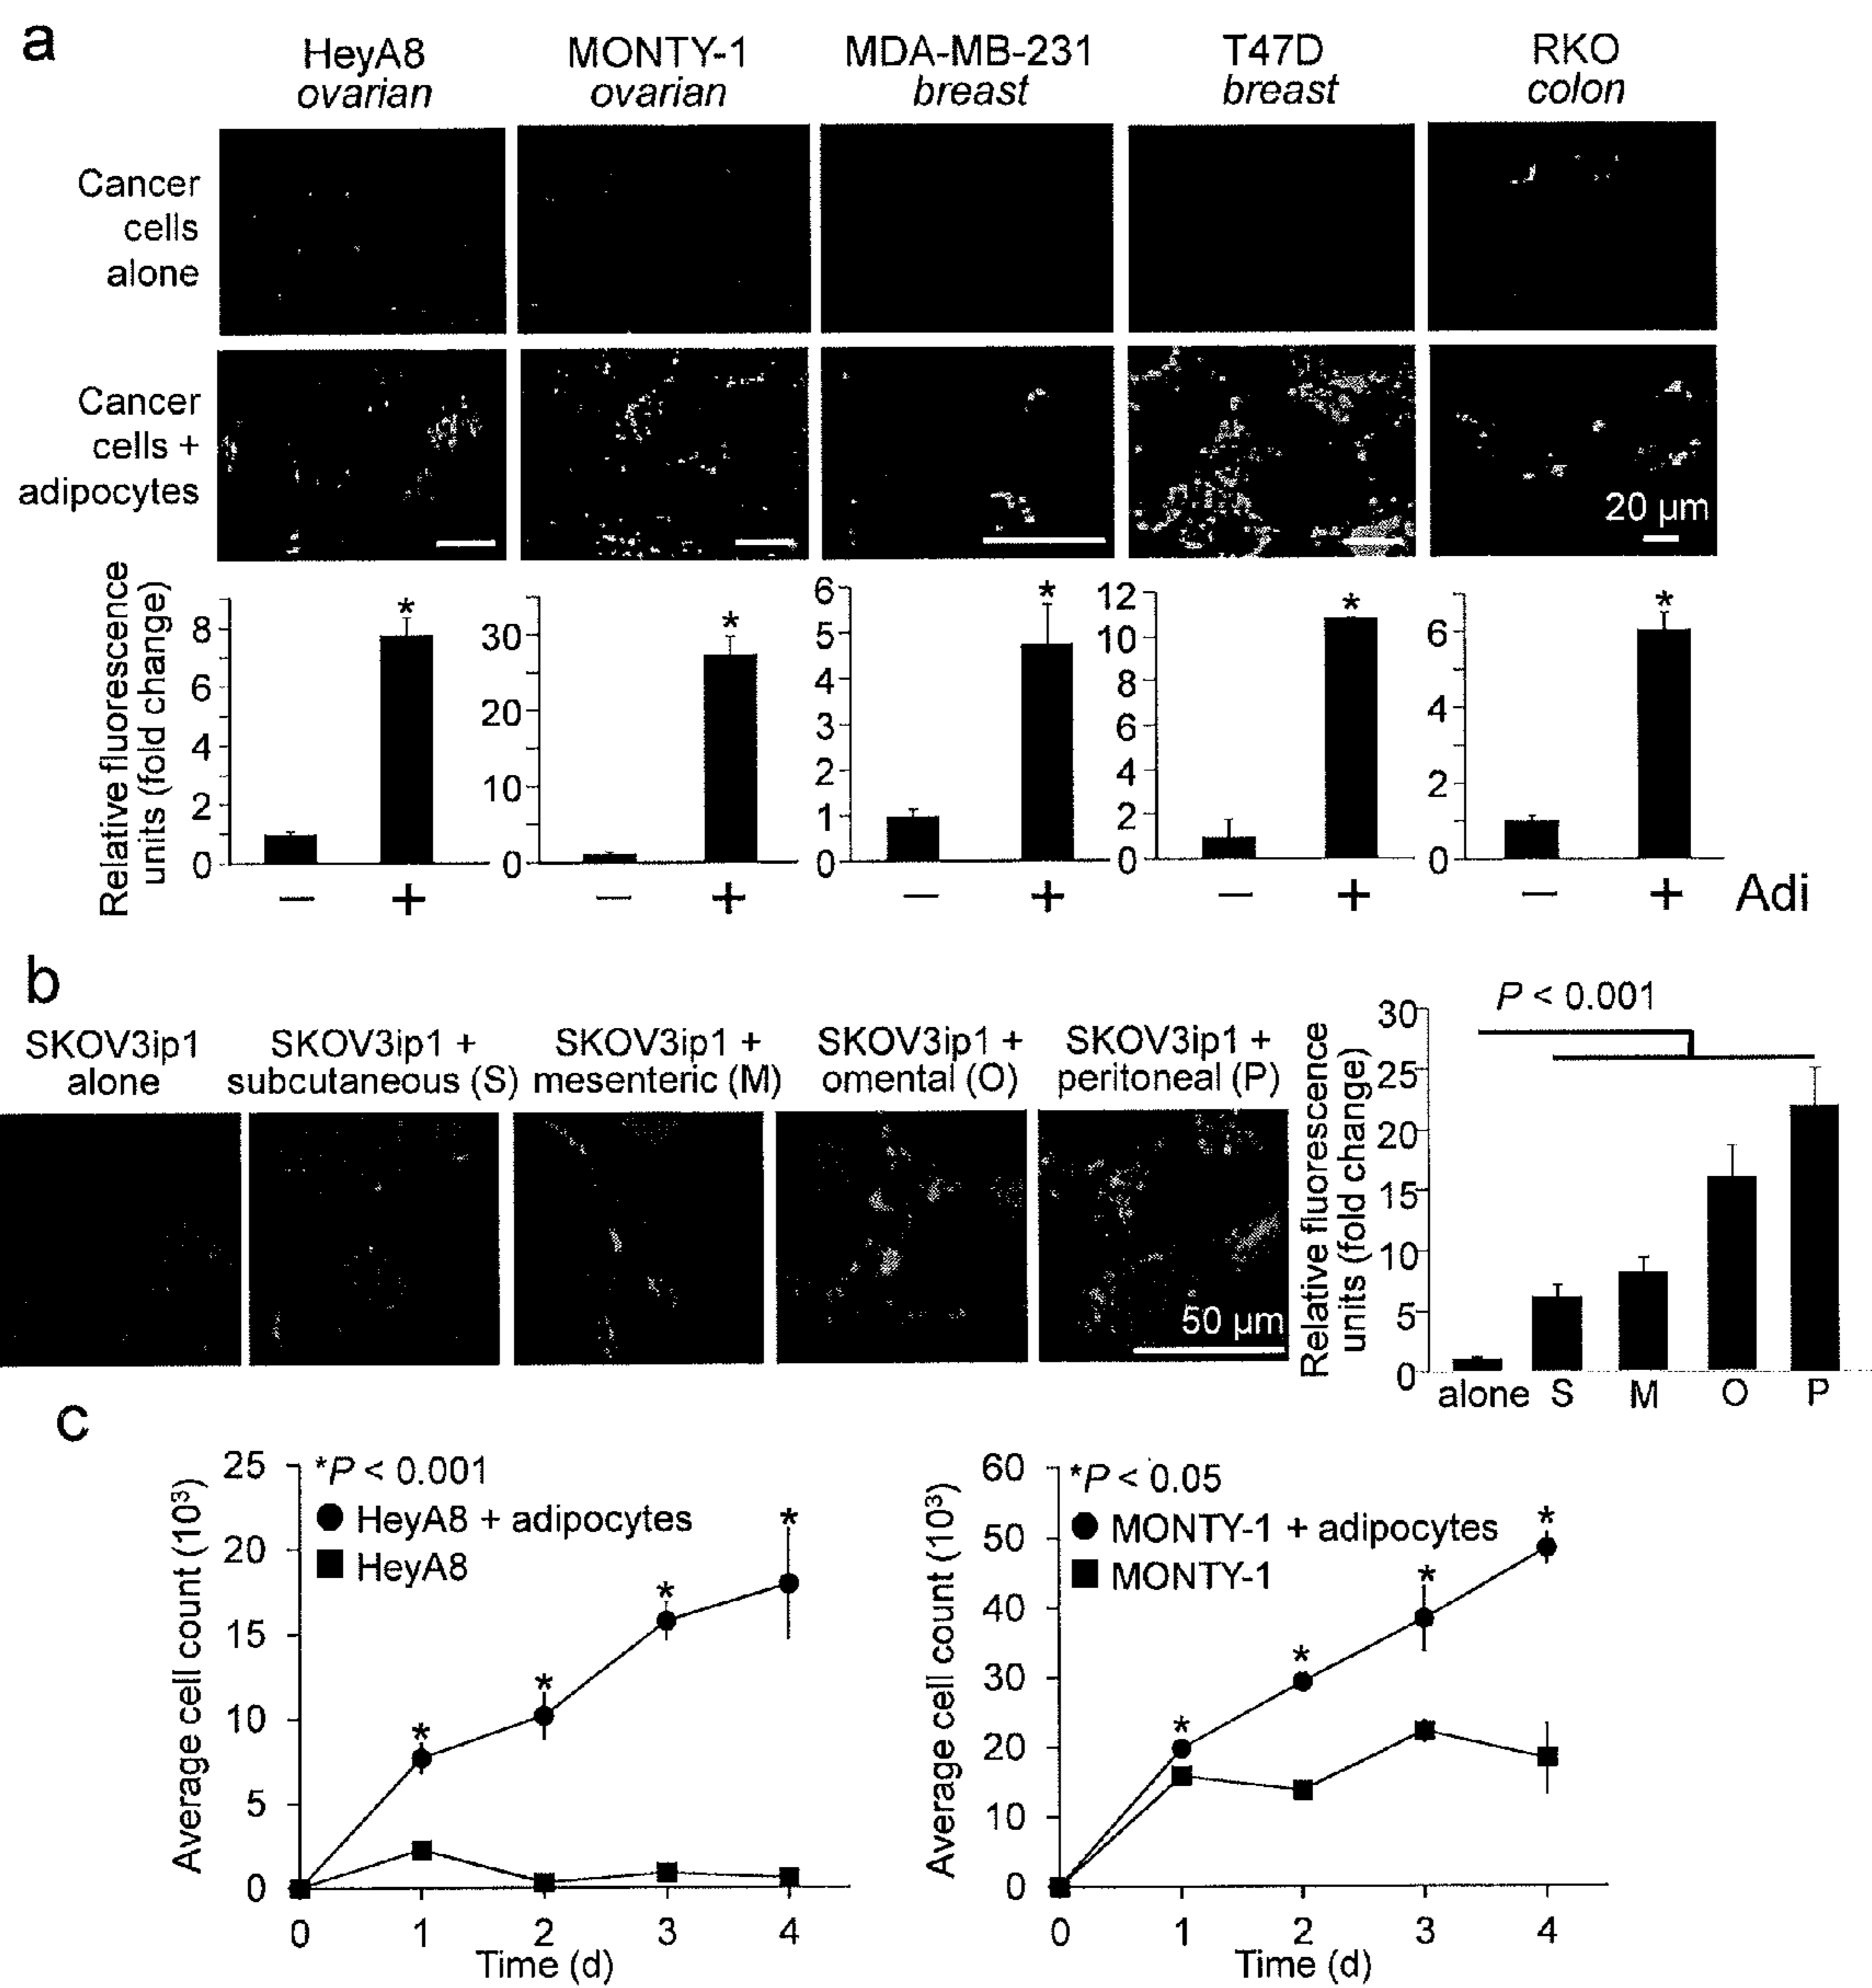 a
HeyA8
ovarian
MONTY-1
ovarian
MDA-MB-231
breast
T47D
breast
RKO
colon
Cancer
cells
alone
Cancer
cells +
adipocytes
20 µm
Relative fluorescence
units (fold change)
8
6
4
2
0
− +
30
20
10
0
− +
6
5
4
3
2
1
0
− +
12
10
8
6
4
2
0
− +
6
4
2
0
− + Adi
*
*
*
*
*
b
SKOV3ip1
alone
SKOV3ip1 +
subcutaneous (S)
SKOV3ip1 +
mesenteric (M)
SKOV3ip1 +
omental (O)
SKOV3ip1 +
peritoneal (P)
50 µm
Relative fluorescence
units (fold change)
P < 0.001
30
25
20
15
10
5
0
alone S M O P
c
Average cell count (10³)
25
20
15
10
5
0
*P < 0.001
HeyA8 + adipocytes
HeyA8
*
*
*
*
0 1 2 3 4
Time (d)
Average cell count (10³)
60
50
40
30
20
10
0
*P < 0.05
MONTY-1 + adipocytes
MONTY-1
*
*
*
*
0 1 2 3 4
Time (d)